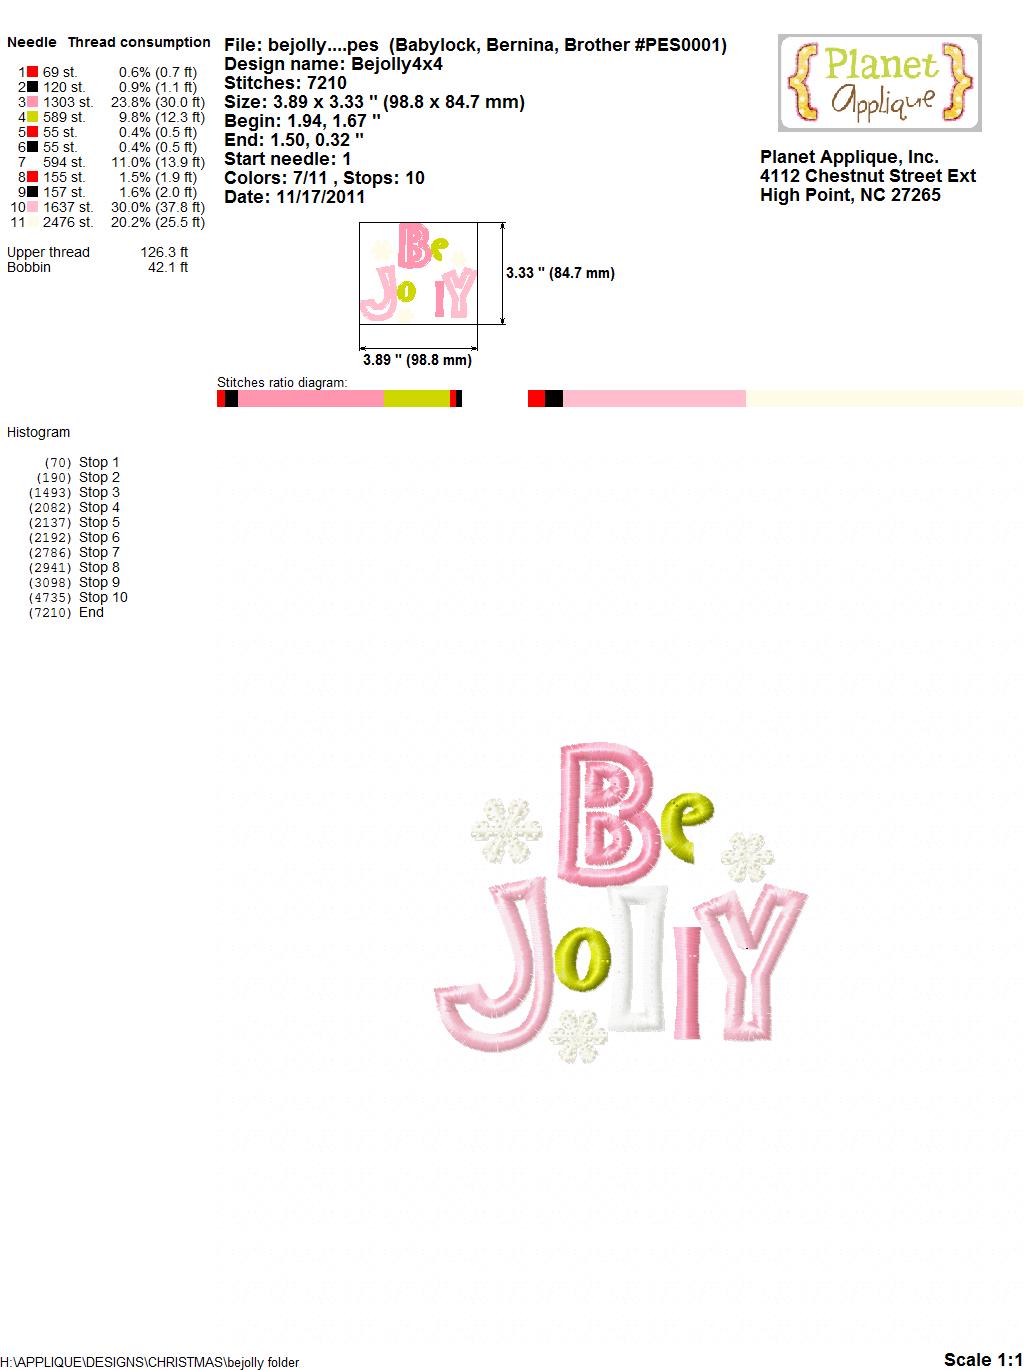 Needle Thread consumption
1 69 st. 0.6% (0.7 ft)
2 120 st. 0.9% (1.1 ft)
3 1303 st. 23.8% (30.0 ft)
4 589 st. 9.8% (12.3 ft)
5 55 st. 0.4% (0.5 ft)
6 55 st. 0.4% (0.5 ft)
7 594 st. 11.0% (13.9 ft)
8 155 st. 1.5% (1.9 ft)
9 157 st. 1.6% (2.0 ft)
10 1637 st. 30.0% (37.8 ft)
11 2476 st. 20.2% (25.5 ft)
Upper thread 126.3 ft
Bobbin 42.1 ft
File: bejolly....pes (Babylock, Bernina, Brother #PES0001)
Design name: Bejolly4x4
Stitches: 7210
Size: 3.89 x 3.33 " (98.8 x 84.7 mm)
Begin: 1.94, 1.67 "
End: 1.50, 0.32 "
Start needle: 1
Colors: 7/11 , Stops: 10
Date: 11/17/2011
Planet
Applique
Planet Applique, Inc.
4112 Chestnut Street Ext
High Point, NC 27265
Be
Jo lY
3.33 " (84.7 mm)
3.89 " (98.8 mm)
Stitches ratio diagram:
Histogram
(70) Stop 1
(190) Stop 2
(1493) Stop 3
(2082) Stop 4
(2137) Stop 5
(2192) Stop 6
(2786) Stop 7
(2941) Stop 8
(3098) Stop 9
(4735) Stop 10
(7210) End
Be
JollY
H:\APPLIQUE\DESIGNS\CHRISTMAS\bejolly folder
Scale 1:1